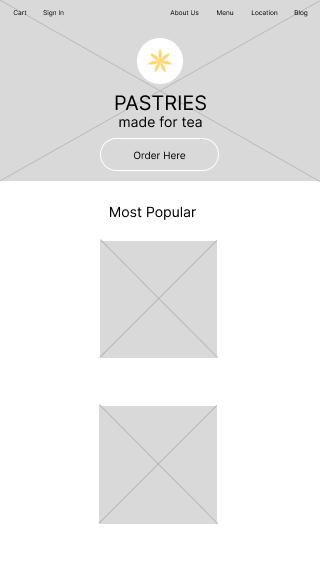 Cart Sign In About Us Menu Location Blog
PASTRIES
made for tea
Order Here
Most Popular